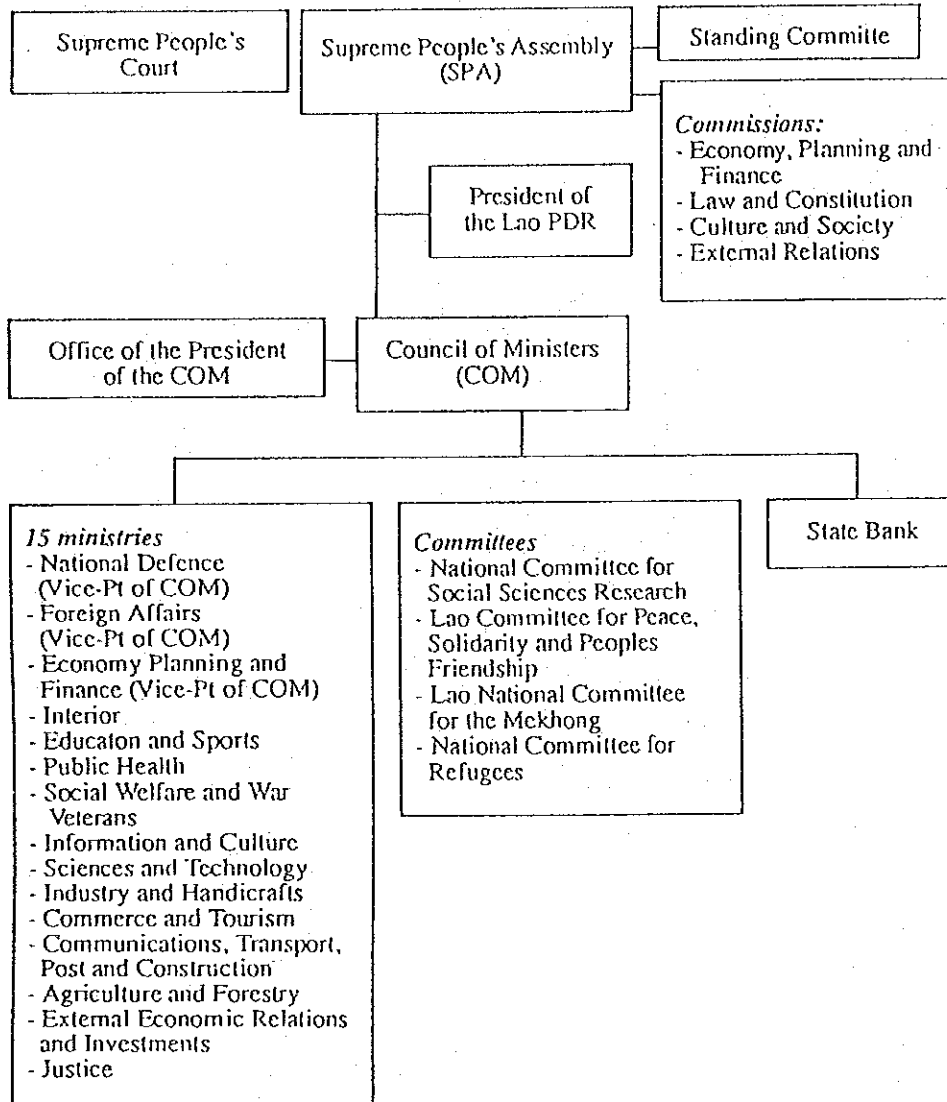 Supreme People's
Court
Supreme People's Assembly
(SPA)
Standing Committe
Commissions:
- Economy, Planning and
Finance
- Law and Constitution
- Culture and Society
- External Relations
President of
the Lao PDR
Office of the President
of the COM
Council of Ministers
(COM)
15 ministries
- National Defence
(Vice-Pt of COM)
- Foreign Affairs
(Vice-Pt of COM)
- Economy Planning and
Finance (Vice-Pt of COM)
- Interior
- Educaton and Sports
- Public Health
- Social Welfare and War
Veterans
- Information and Culture
- Sciences and Technology
- Industry and Handicrafts
- Commerce and Tourism
- Communications, Transport,
Post and Construction
- Agriculture and Forestry
- External Economic Relations
and Investments
- Justice
Committees
- National Committee for
Social Sciences Research
- Lao Committee for Peace,
Solidarity and Peoples
Friendship
- Lao National Committee
for the Mekhong
- National Committee for
Refugees
State Bank